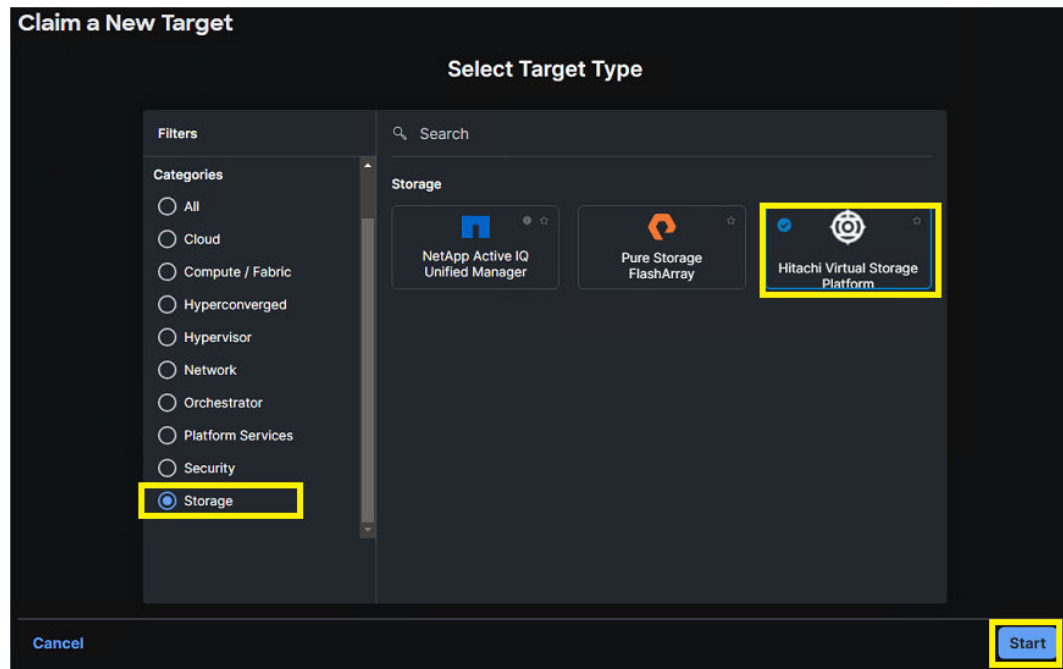 Claim a New Target
Select Target Type
Filters
Search
Categories
All
Cloud
Compute / Fabric
Hyperconverged
Hypervisor
Network
Orchestrator
Platform Services
Security
Storage
Storage
NetApp Active IQ
Unified Manager
Pure Storage
FlashArray
Hitachi Virtual Storage
Platform
Cancel
Start